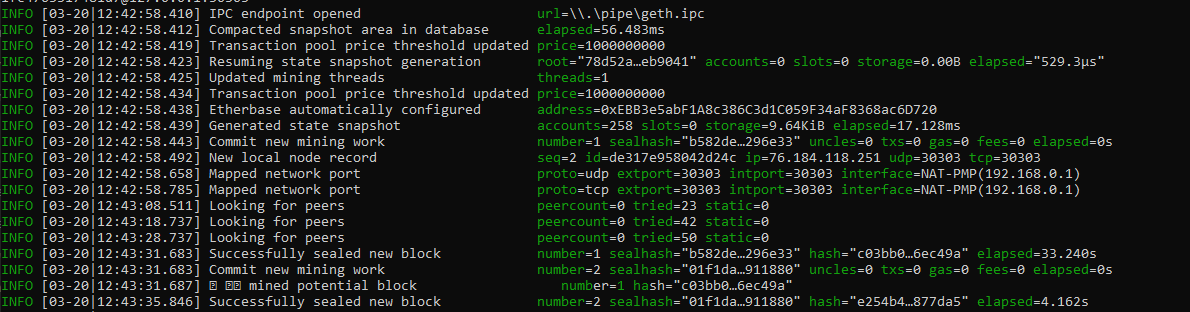 INFO [03-20|12:42:58.410] IPC endpoint opened url=\\.\pipe\geth.ipc
INFO [03-20|12:42:58.412] Compacted snapshot area in database elapsed=56.483ms
INFO [03-20|12:42:58.419] Transaction pool price threshold updated price=1000000000
INFO [03-20|12:42:58.423] Resuming state snapshot generation root="78d52a…eb9041" accounts=0 slots=0 storage=0.00B elapsed="529.3µs"
INFO [03-20|12:42:58.425] Updated mining threads threads=1
INFO [03-20|12:42:58.434] Transaction pool price threshold updated price=1000000000
INFO [03-20|12:42:58.438] Etherbase automatically configured address=0xEBB3e5abF1A8c386C3d1C059F34aF8368ac6D720
INFO [03-20|12:42:58.439] Generated state snapshot accounts=258 slots=0 storage=9.64KiB elapsed=17.128ms
INFO [03-20|12:42:58.443] Commit new mining work number=1 sealhash="b582de…296e33" uncles=0 txs=0 gas=0 fees=0 elapsed=0s
INFO [03-20|12:42:58.492] New local node record seq=2 id=de317e958042d24c ip=76.184.118.251 udp=30303 tcp=30303
INFO [03-20|12:42:58.658] Mapped network port proto=udp extport=30303 intport=30303 interface=NAT-PMP(192.168.0.1)
INFO [03-20|12:42:58.785] Mapped network port proto=tcp extport=30303 intport=30303 interface=NAT-PMP(192.168.0.1)
INFO [03-20|12:43:08.511] Looking for peers peercount=0 tried=23 static=0
INFO [03-20|12:43:18.737] Looking for peers peercount=0 tried=42 static=0
INFO [03-20|12:43:28.737] Looking for peers peercount=0 tried=50 static=0
INFO [03-20|12:43:31.683] Successfully sealed new block number=1 sealhash="b582de…296e33" hash="c03bb0…6ec49a" elapsed=33.240s
INFO [03-20|12:43:31.683] Commit new mining work number=2 sealhash="01f1da…911880" uncles=0 txs=0 gas=0 fees=0 elapsed=0s
INFO [03-20|12:43:31.687] mined potential block number=1 hash="c03bb0…6ec49a"
INFO [03-20|12:43:35.846] Successfully sealed new block number=2 sealhash="01f1da…911880" hash="e254b4…877da5" elapsed=4.162s